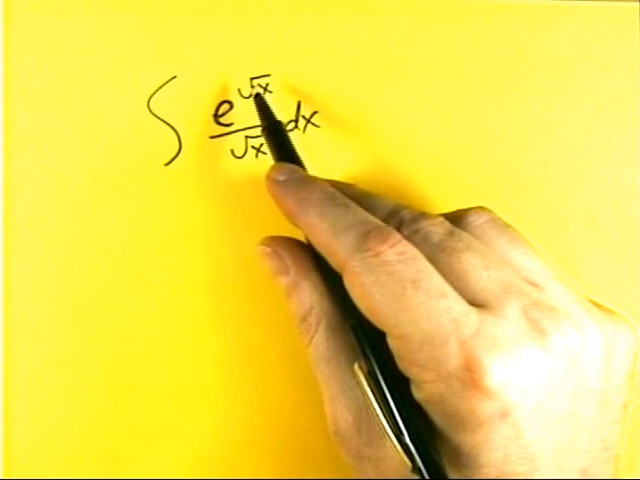 ∫ e^√x / √x dx